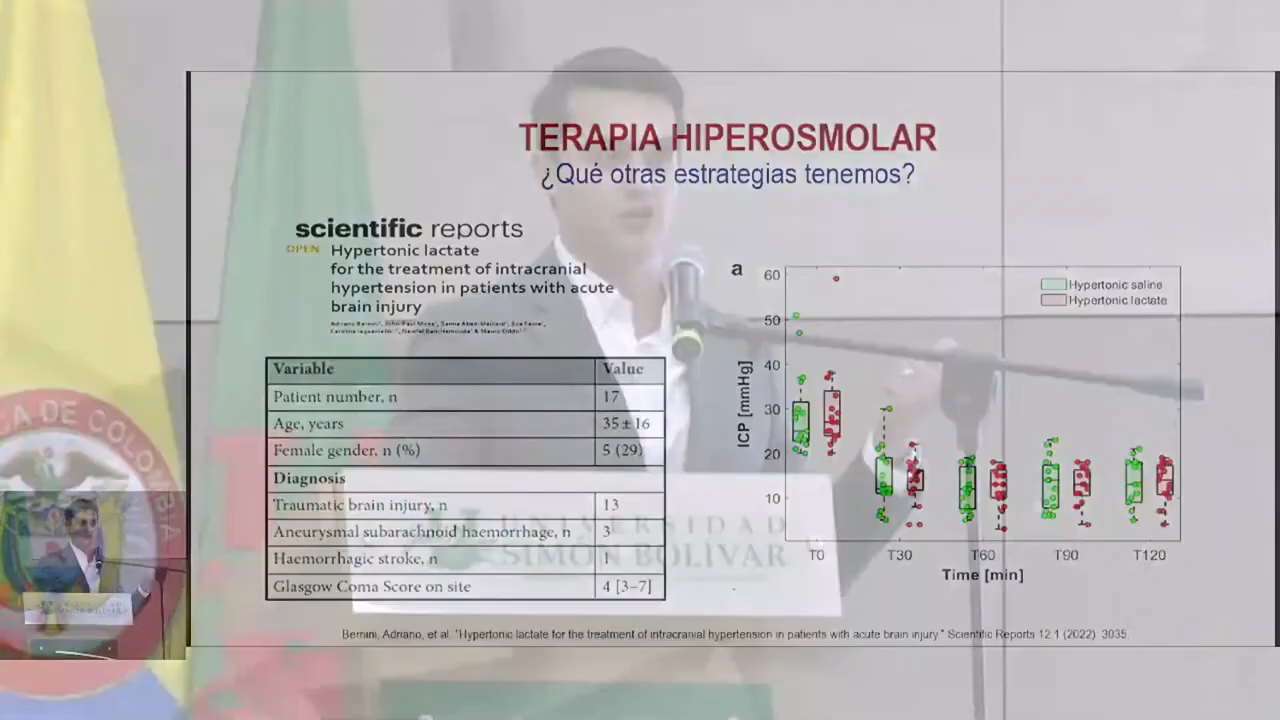 TERAPIA HIPEROSMOLAR
¿Qué otras estrategias tenemos?
scientific reports
OPEN
Hypertonic lactate
for the treatment of intracranial
hypertension in patients with acute
brain injury
Variable Value
Patient number, n 17
Age, years 35 ± 16
Female gender, n (%) 5 (29)
Diagnosis
Traumatic brain injury, n 13
Aneurysmal subarachnoid haemorrhage, n 3
Haemorrhagic stroke, n 1
Glasgow Coma Score on site 4 [3–7]
a
Hypertonic saline
Hypertonic lactate
60
50
40
30
20
10
ICP [mmHg]
T0 T30 T60 T90 T120
Time [min]
UNIVERSIDAD
SIMÓN BOLÍVAR
CA DE COLOMBIA
Bernini, Adriano, et al. "Hypertonic lactate for the treatment of intracranial hypertension in patients with acute brain injury." Scientific Reports 12.1 (2022) 3035.